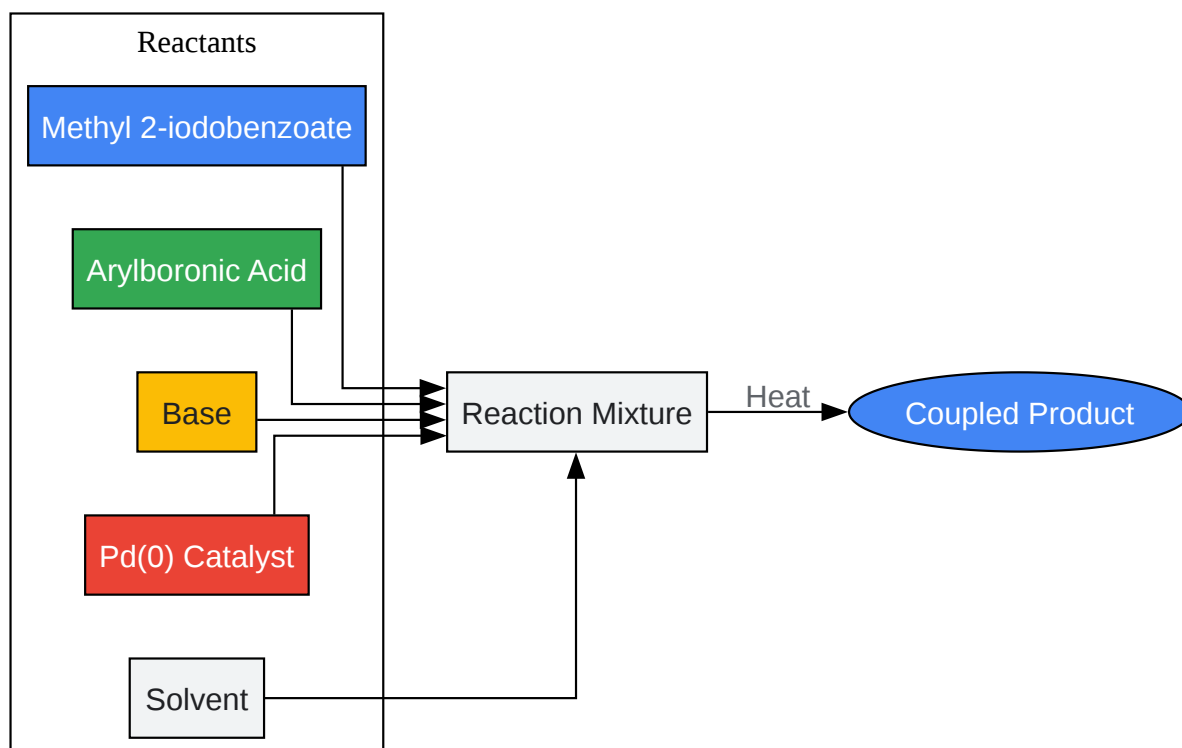 Reactants
Methyl 2-iodobenzoate
Arylboronic Acid
Base
Pd(0) Catalyst
Solvent
Reaction Mixture
Heat
Coupled Product